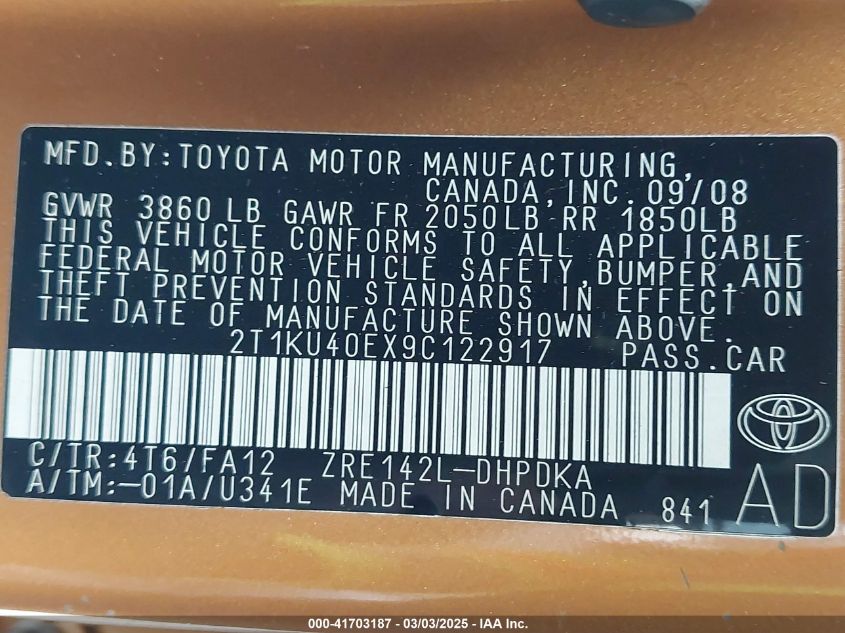 MFD.BY:TOYOTA MOTOR MANUFACTURING,
CANADA,INC. 09/08
GVWR 3860 LB GAWR FR 2050LB RR 1850LB
THIS VEHICLE CONFORMS TO ALL APPLICABLE
FEDERAL MOTOR VEHICLE SAFETY,BUMPER,AND
THEFT PREVENTION STANDARDS IN EFFECT ON
THE DATE OF MANUFACTURE SHOWN ABOVE.
2T1KU40EX9C122917 PASS.CAR
C/TR:4T6/FA12 ZRE142L-DHPDKA
A/TM:-01A/U341E MADE IN CANADA 841
AD
000-41703187 - 03/03/2025 - IAA Inc.